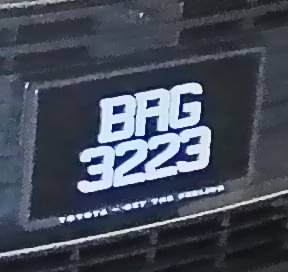 BAG
3223
TOYOTA - GET THE FEELING